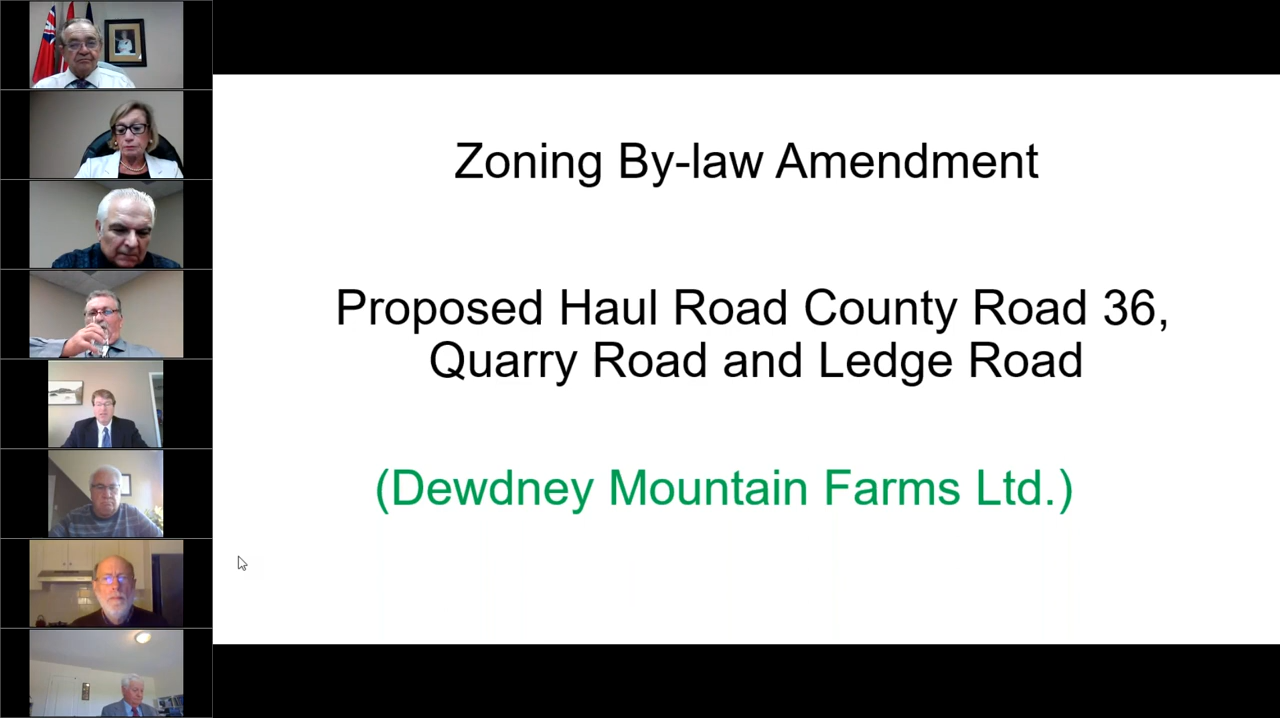 Zoning By-law Amendment
Proposed Haul Road County Road 36,
Quarry Road and Ledge Road
(Dewdney Mountain Farms Ltd.)